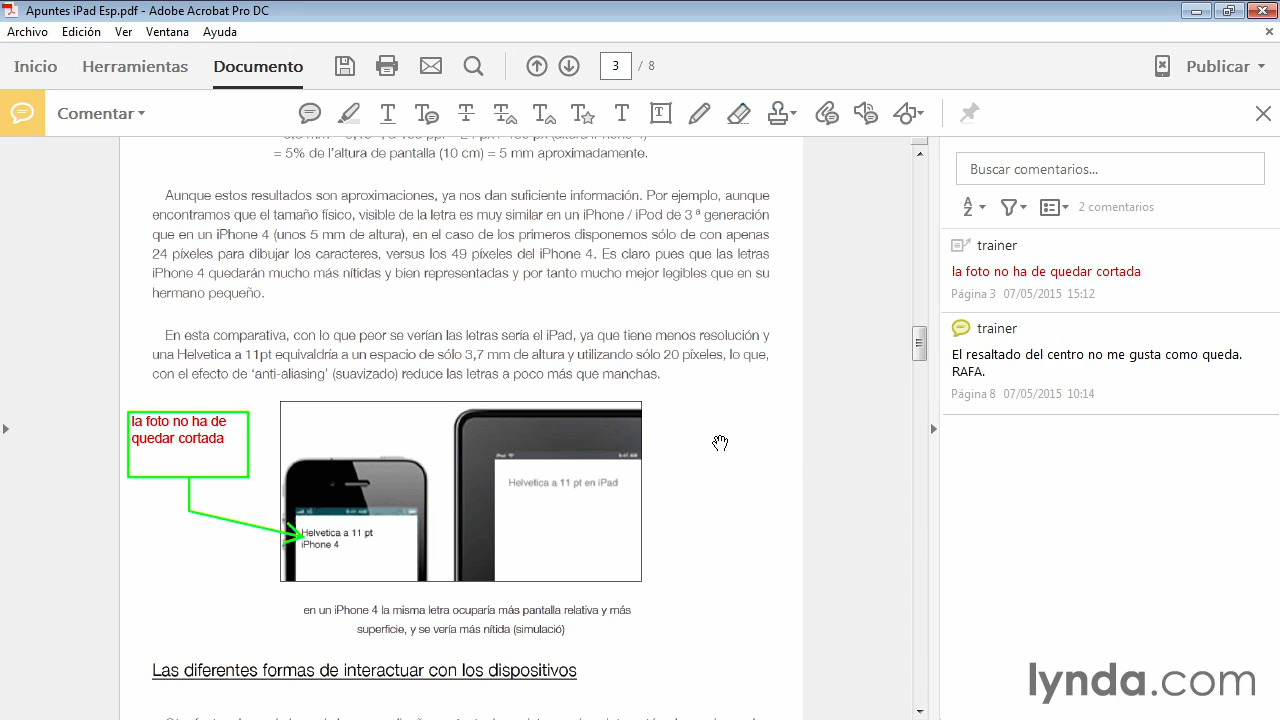 Apuntes iPad Esp.pdf - Adobe Acrobat Pro DC
Archivo Edición Ver Ventana Ayuda
Inicio Herramientas Documento 3 / 8 Publicar
Comentar
= 5% de l'altura de pantalla (10 cm) = 5 mm aproximadamente.
Aunque estos resultados son aproximaciones, ya nos dan suficiente información. Por ejemplo, aunque
encontramos que el tamaño físico, visible de la letra es muy similar en un iPhone / iPod de 3 ª generación
que en un iPhone 4 (unos 5 mm de altura), en el caso de los primeros disponemos sólo de con apenas
24 píxeles para dibujar los caracteres, versus los 49 píxeles del iPhone 4. Es claro pues que las letras
iPhone 4 quedarán mucho más nítidas y bien representadas y por tanto mucho mejor legibles que en su
hermano pequeño.
En esta comparativa, con lo que peor se verían las letras sería el iPad, ya que tiene menos resolución y
una Helvetica a 11pt equivaldría a un espacio de sólo 3,7 mm de altura y utilizando sólo 20 píxeles, lo que,
con el efecto de 'anti-aliasing' (suavizado) reduce las letras a poco más que manchas.
la foto no ha de
quedar cortada
Helvetica a 11 pt en iPad
Helvetica a 11 pt
iPhone 4
en un iPhone 4 la misma letra ocuparía más pantalla relativa y más
superficie, y se vería más nítida (simulació)
Las diferentes formas de interactuar con los dispositivos
Buscar comentarios...
2 comentarios
trainer
la foto no ha de quedar cortada
Página 3 07/05/2015 15:12
trainer
El resaltado del centro no me gusta como queda.
RAFA.
Página 8 07/05/2015 10:14
lynda.com